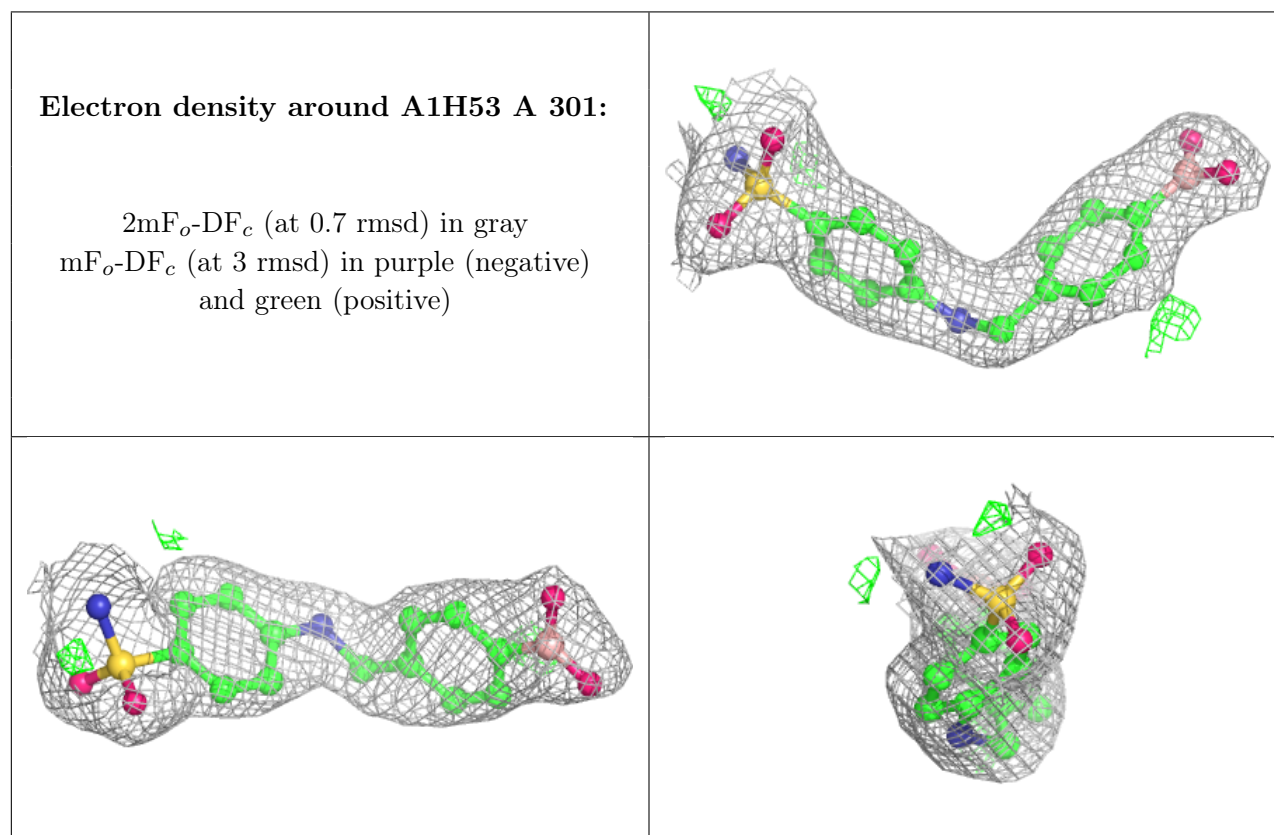 Electron density around A1H53 A 301:
2mFo-DFc (at 0.7 rmsd) in gray
mFo-DFc (at 3 rmsd) in purple (negative)
and green (positive)